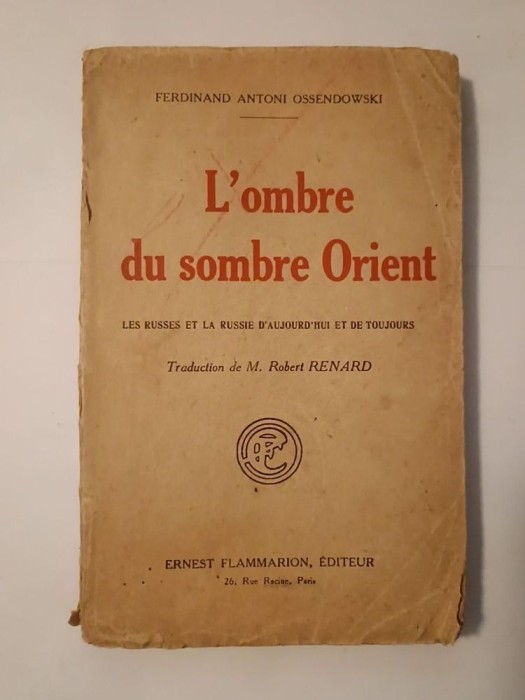 FERDINAND ANTONI OSSENDOWSKI
L'ombre
du sombre Orient
LES RUSSES ET LA RUSSIE D'AUJOURD'HUI ET DE TOUJOURS
Traduction de M. Robert RENARD
ERNEST FLAMMARION, ÉDITEUR
26, Rue Racine, Paris